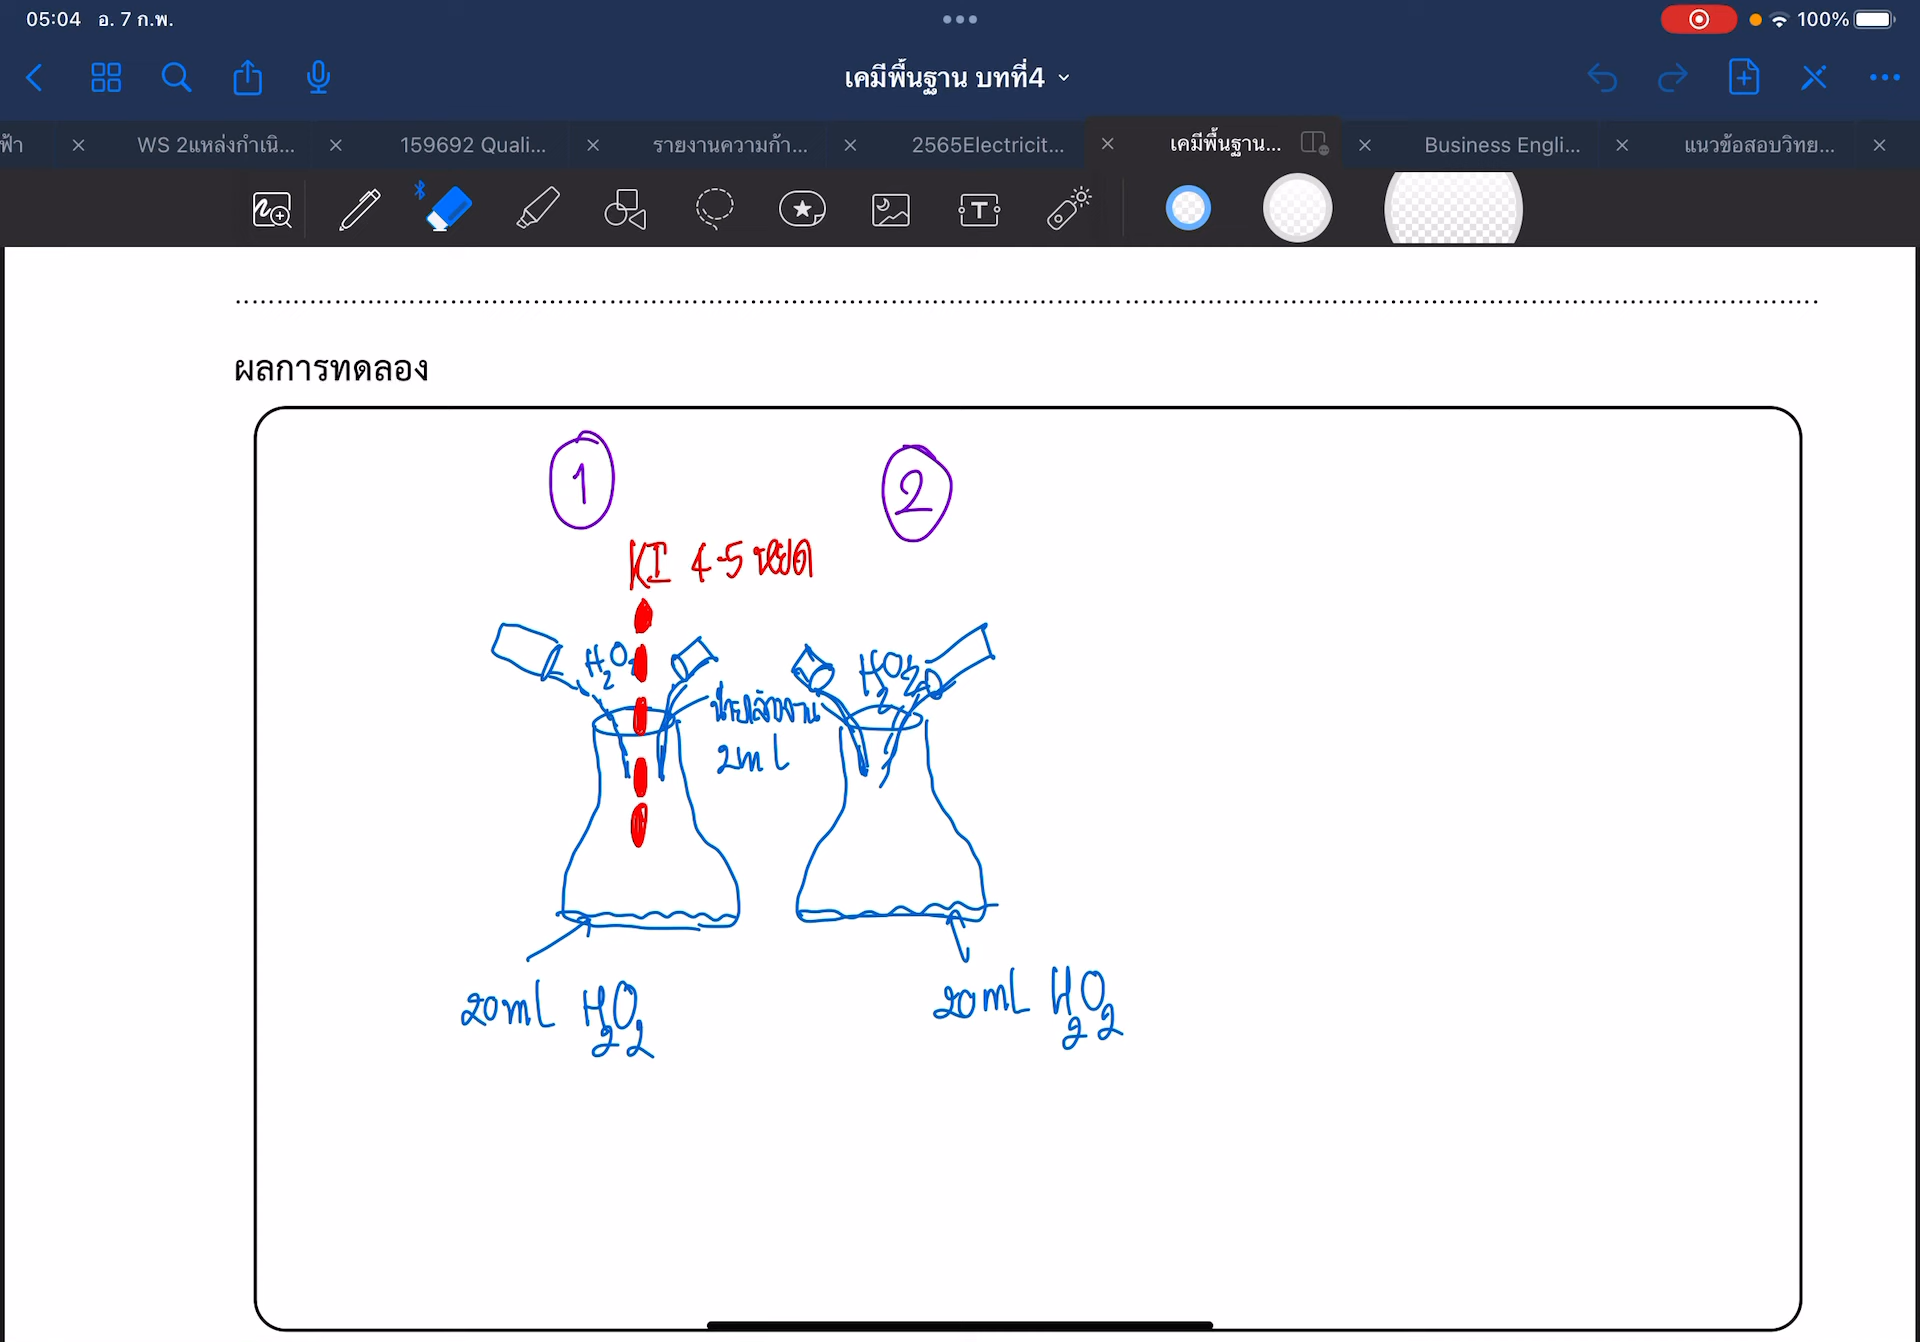 05:04 อ. 7 ก.พ.
100%
เคมีพื้นฐาน บทที่4
ฟ้า
WS 2แหล่งกำเนิ...
159692 Quali...
รายงานความก้า...
2565Electricit...
เคมีพื้นฐาน...
Business Engli...
แนวข้อสอบวิทย...
ผลการทดลอง
1
2
KI 4-5 หยด
H2O2
H2O2
น้ำยาล้างจาน
2ml
20mL H2O2
20mL H2O2